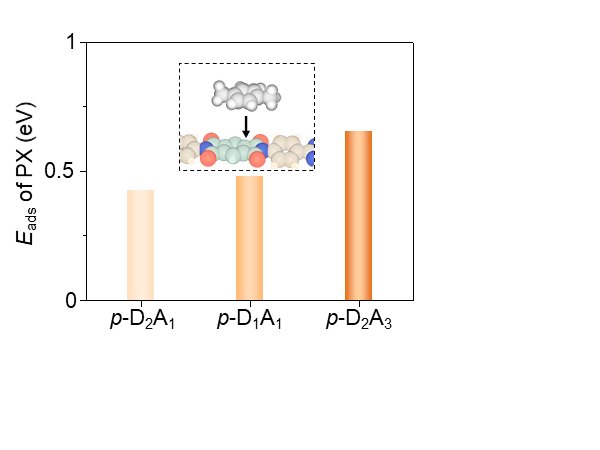 1
0.5
0
E_ads of PX (eV)
p-D₂A₁ p-D₁A₁ p-D₂A₃